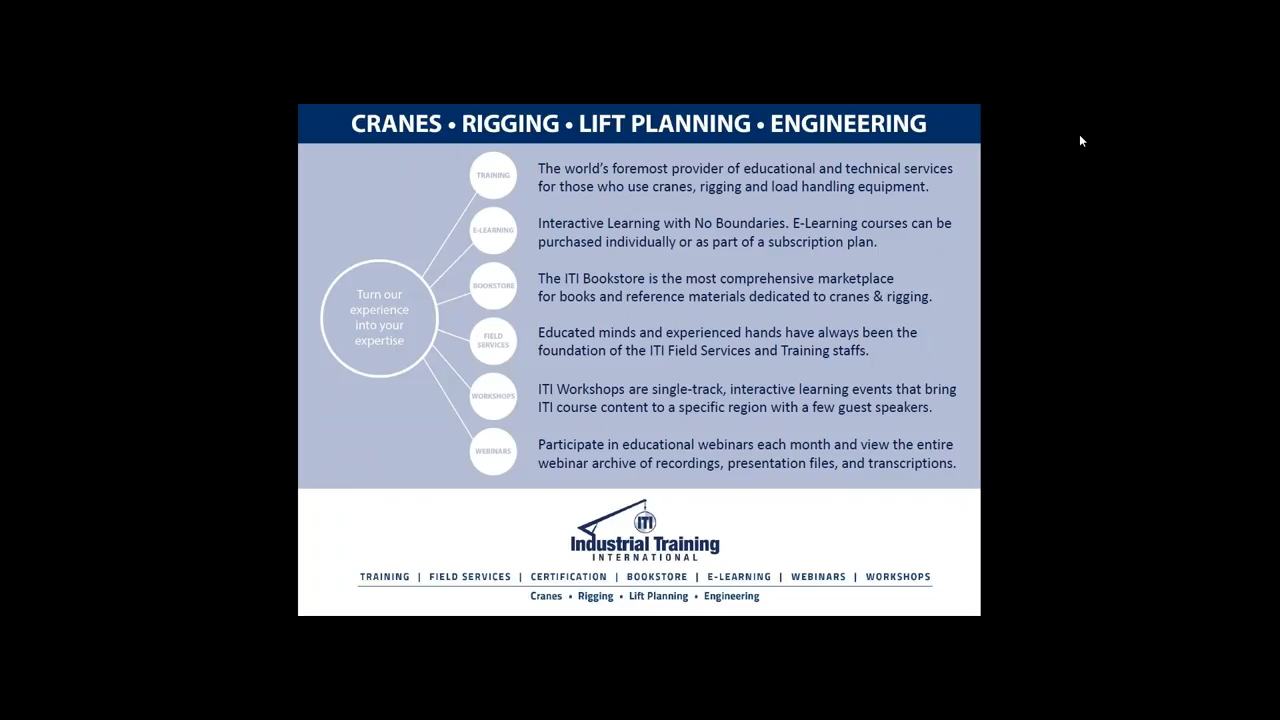 CRANES • RIGGING • LIFT PLANNING • ENGINEERING
Turn our
experience
into your
expertise
TRAINING
The world's foremost provider of educational and technical services
for those who use cranes, rigging and load handling equipment.
E-LEARNING
Interactive Learning with No Boundaries. E-Learning courses can be
purchased individually or as part of a subscription plan.
BOOKSTORE
The ITI Bookstore is the most comprehensive marketplace
for books and reference materials dedicated to cranes & rigging.
FIELD
SERVICES
Educated minds and experienced hands have always been the
foundation of the ITI Field Services and Training staffs.
WORKSHOPS
ITI Workshops are single-track, interactive learning events that bring
ITI course content to a specific region with a few guest speakers.
WEBINARS
Participate in educational webinars each month and view the entire
webinar archive of recordings, presentation files, and transcriptions.
ITI
Industrial Training
INTERNATIONAL
TRAINING | FIELD SERVICES | CERTIFICATION | BOOKSTORE | E-LEARNING | WEBINARS | WORKSHOPS
Cranes • Rigging • Lift Planning • Engineering